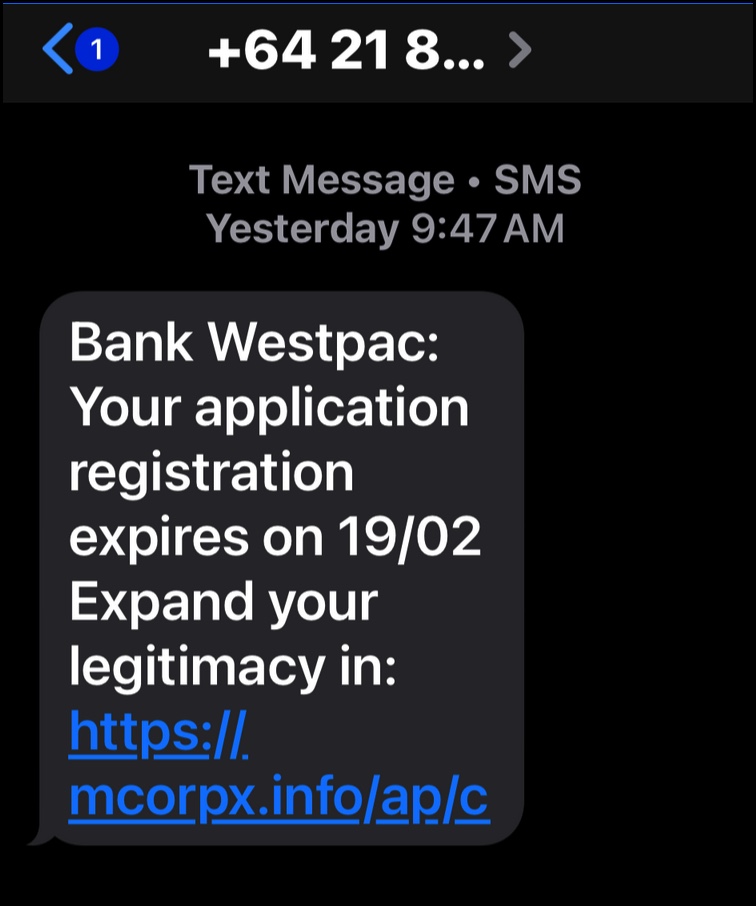 1
+64 21 8...
Text Message • SMS
Yesterday 9:47 AM
Bank Westpac:
Your application
registration
expires on 19/02
Expand your
legitimacy in:
https://
mcorpx.info/ap/c